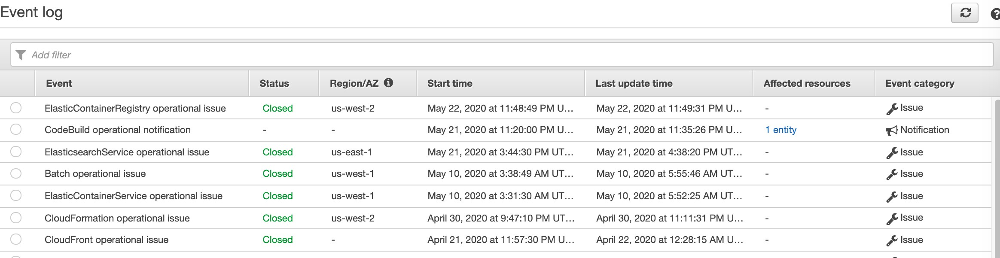 Event log
Add filter
Event Status Region/AZ Start time Last update time Affected resources Event category
ElasticContainerRegistry operational issue Closed us-west-2 May 22, 2020 at 11:48:49 PM U... May 22, 2020 at 11:49:31 PM U... - Issue
CodeBuild operational notification - - May 21, 2020 at 11:20:00 PM U... May 21, 2020 at 11:35:26 PM U... 1 entity Notification
ElasticsearchService operational issue Closed us-east-1 May 21, 2020 at 3:44:30 PM UT... May 21, 2020 at 4:38:20 PM UT... - Issue
Batch operational issue Closed us-west-1 May 10, 2020 at 3:38:49 AM UT... May 10, 2020 at 5:55:46 AM UT... - Issue
ElasticContainerService operational issue Closed us-west-1 May 10, 2020 at 3:31:30 AM UT... May 10, 2020 at 5:52:25 AM UT... - Issue
CloudFormation operational issue Closed us-west-2 April 30, 2020 at 9:47:10 PM UT... April 30, 2020 at 11:11:31 PM U... - Issue
CloudFront operational issue Closed - April 21, 2020 at 11:57:30 PM U... April 22, 2020 at 12:28:15 AM U... - Issue